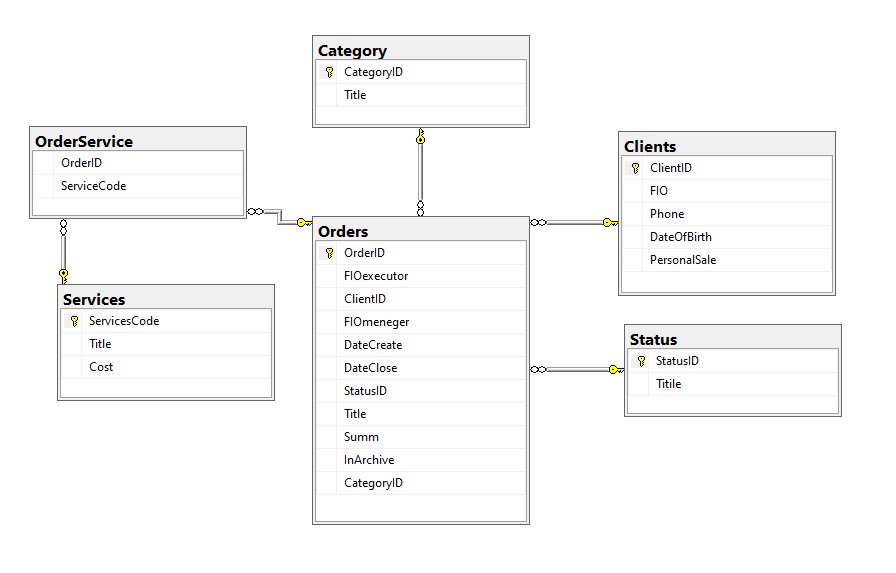 Category
CategoryID
Title
OrderService
OrderID
ServiceCode
Clients
ClientID
FIO
Phone
DateOfBirth
PersonalSale
Orders
OrderID
FIOexecutor
ClientID
FIOmeneger
DateCreate
DateClose
StatusID
Title
Summ
InArchive
CategoryID
Services
ServicesCode
Title
Cost
Status
StatusID
Titile